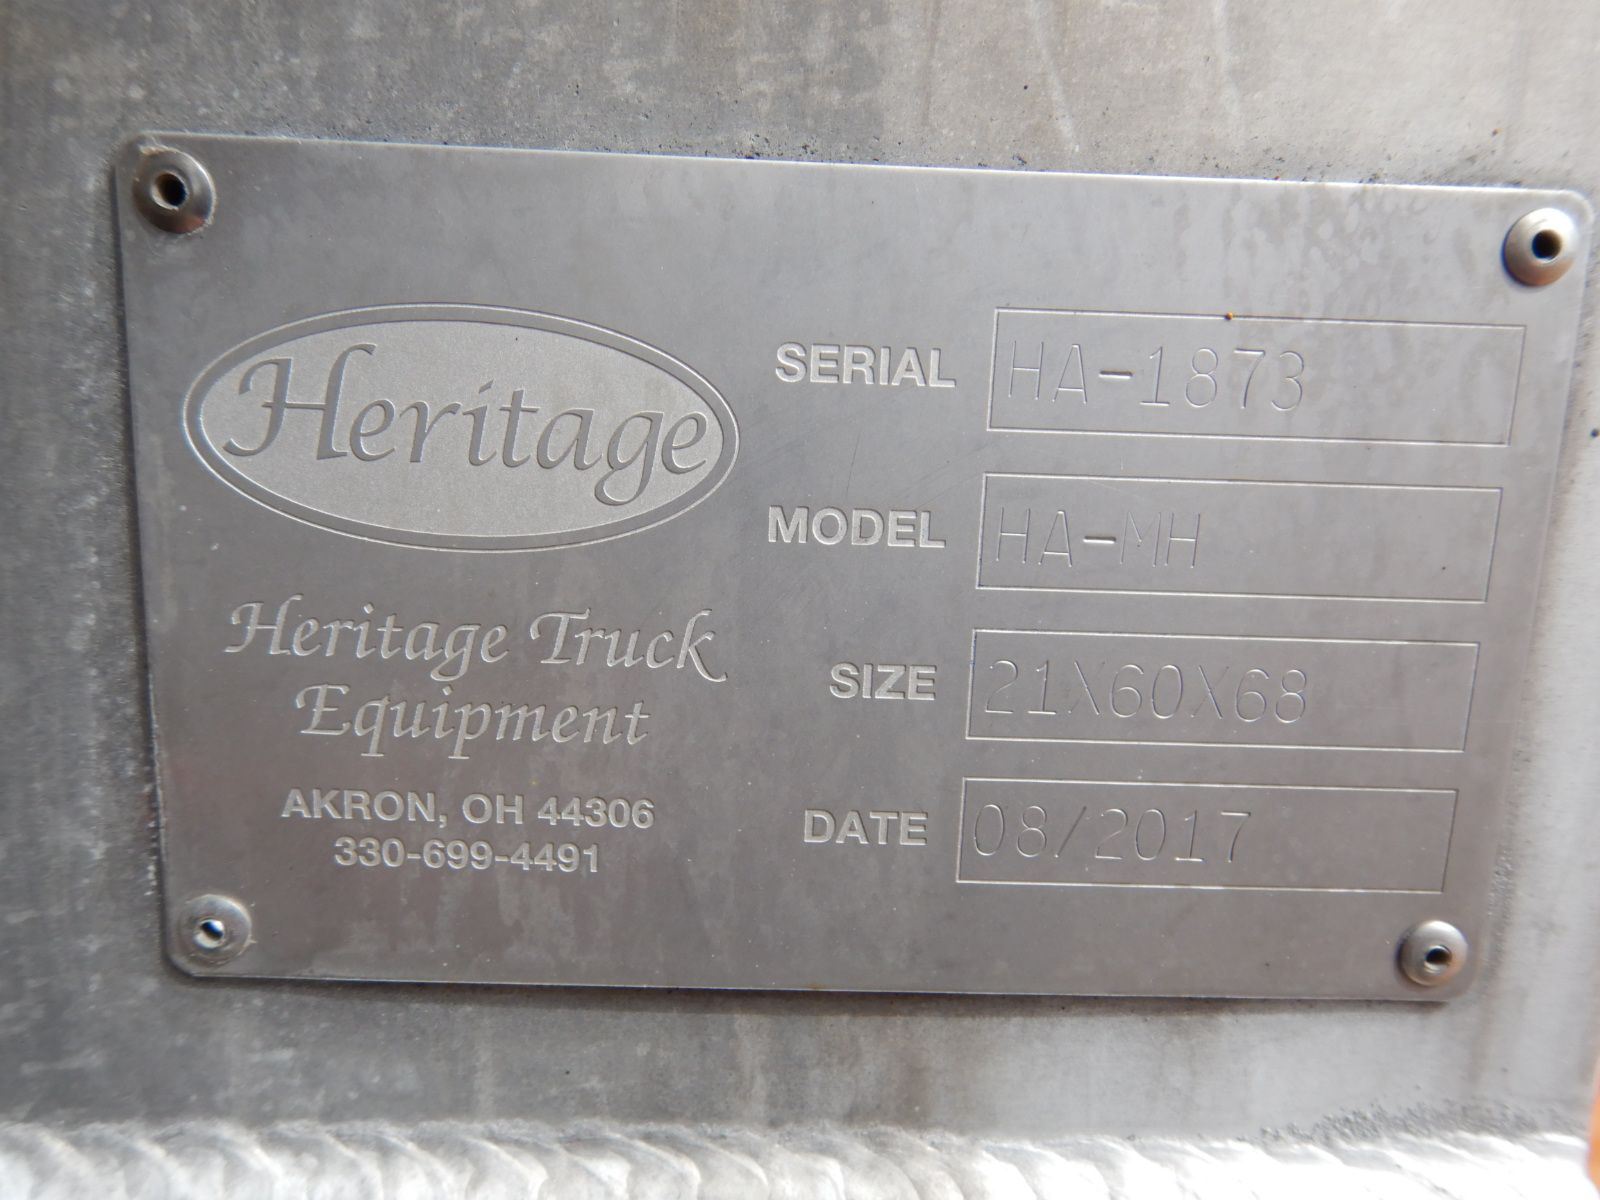 Heritage
Heritage Truck
Equipment
AKRON, OH 44306
330-699-4491
SERIAL HA-1873
MODEL HA-MH
SIZE 21X60X68
DATE 08/2017